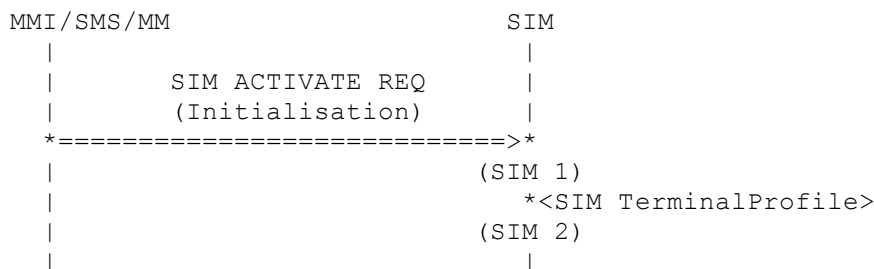 MMI/SMS/MM                     SIM
  |                             |
  |       SIM ACTIVATE REQ      |
  |       (Initialisation)      |
  *============================>*
  |                          (SIM 1)
  |                             *<SIM TerminalProfile>
  |                          (SIM 2)
  |                             |